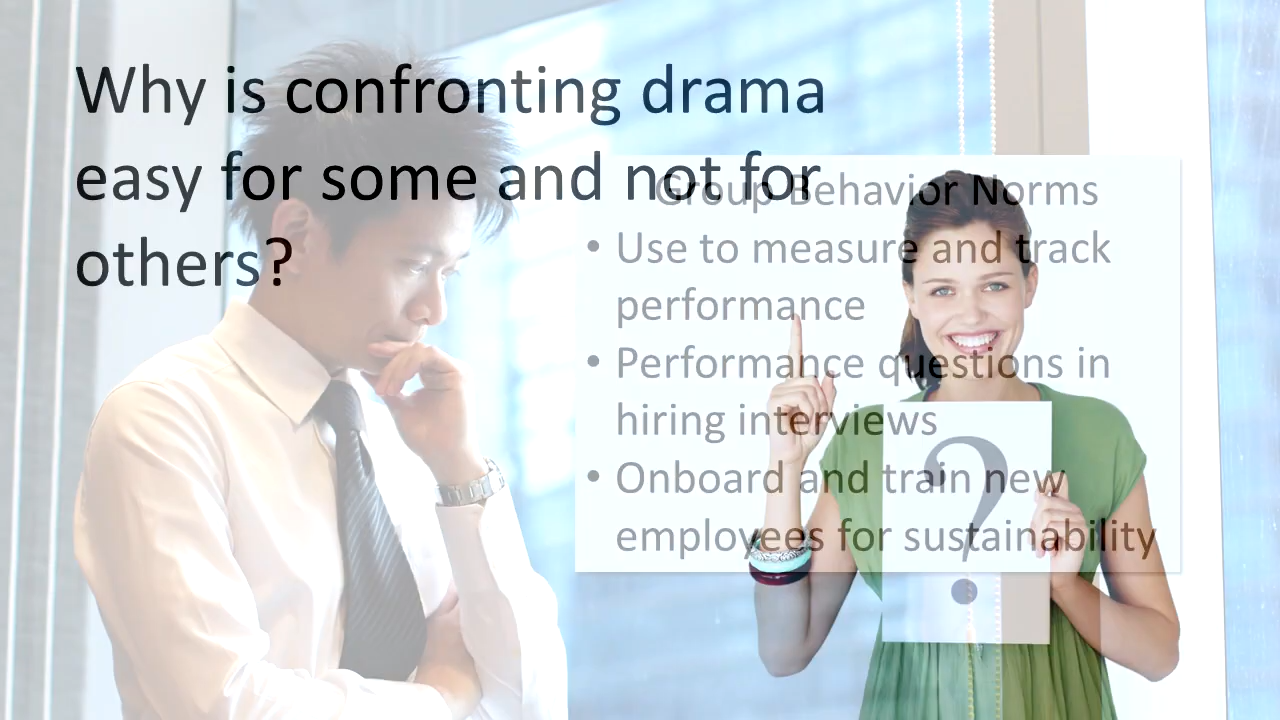 Why is confronting drama
easy for some and not for
others?
Group Behavior Norms
• Use to measure and track
performance
• Performance questions in
hiring interviews
• Onboard and train new
employees for sustainability
?